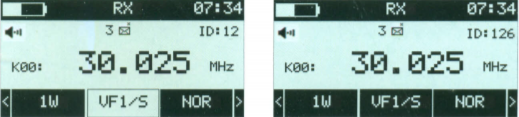 RX 07:34
3 ID:12
K00: 30.025 MHz
< 1W VF1/S NOR >
RX 07:34
3 ID:126
K00: 30.025 MHz
< 1W VF1/S NOR >